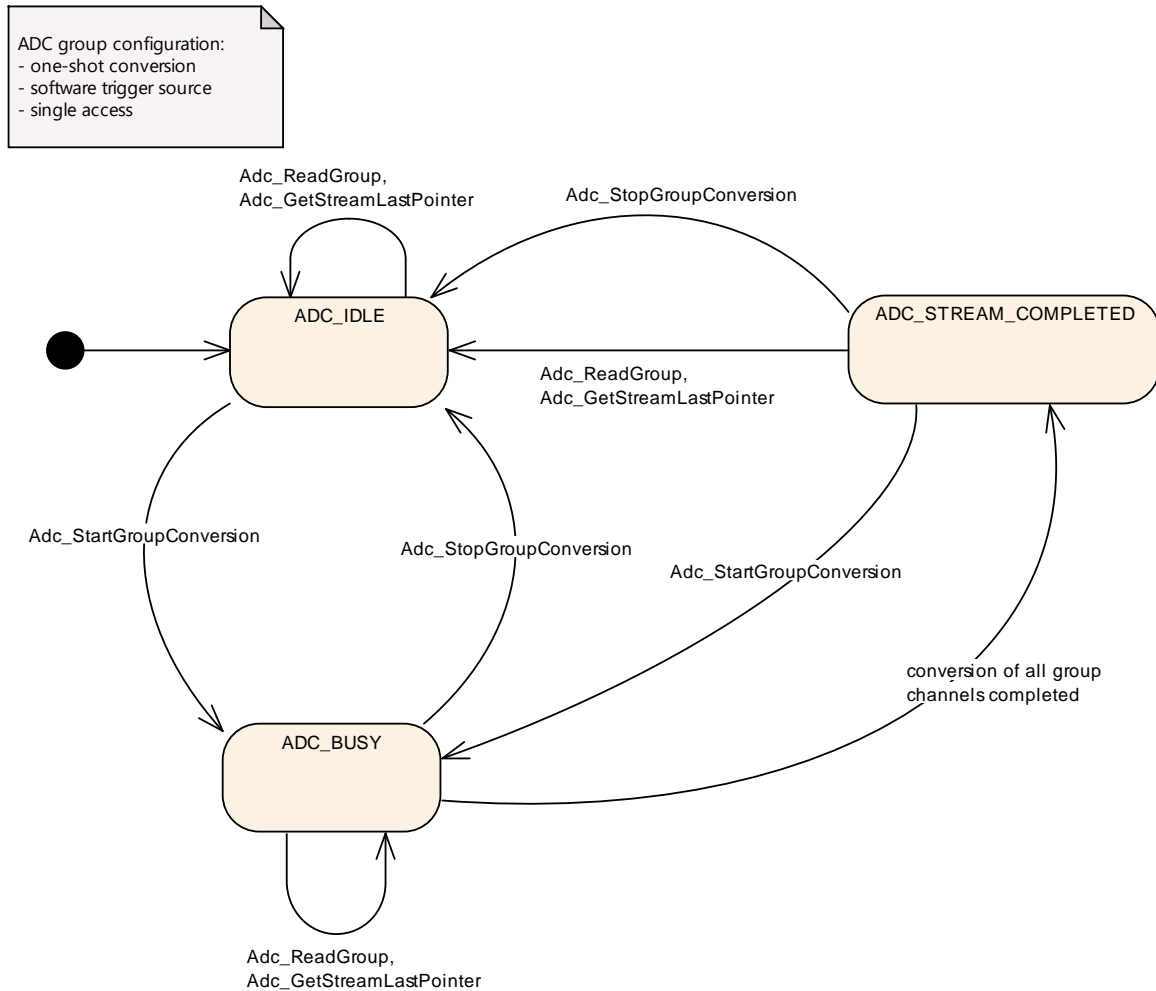 ADC group configuration:
- one-shot conversion
- software trigger source
- single access
Adc_ReadGroup,
Adc_GetStreamLastPointer
Adc_StopGroupConversion
ADC_IDLE
ADC_STREAM_COMPLETED
Adc_ReadGroup,
Adc_GetStreamLastPointer
Adc_StartGroupConversion
Adc_StopGroupConversion
Adc_StartGroupConversion
conversion of all group
channels completed
ADC_BUSY
Adc_ReadGroup,
Adc_GetStreamLastPointer